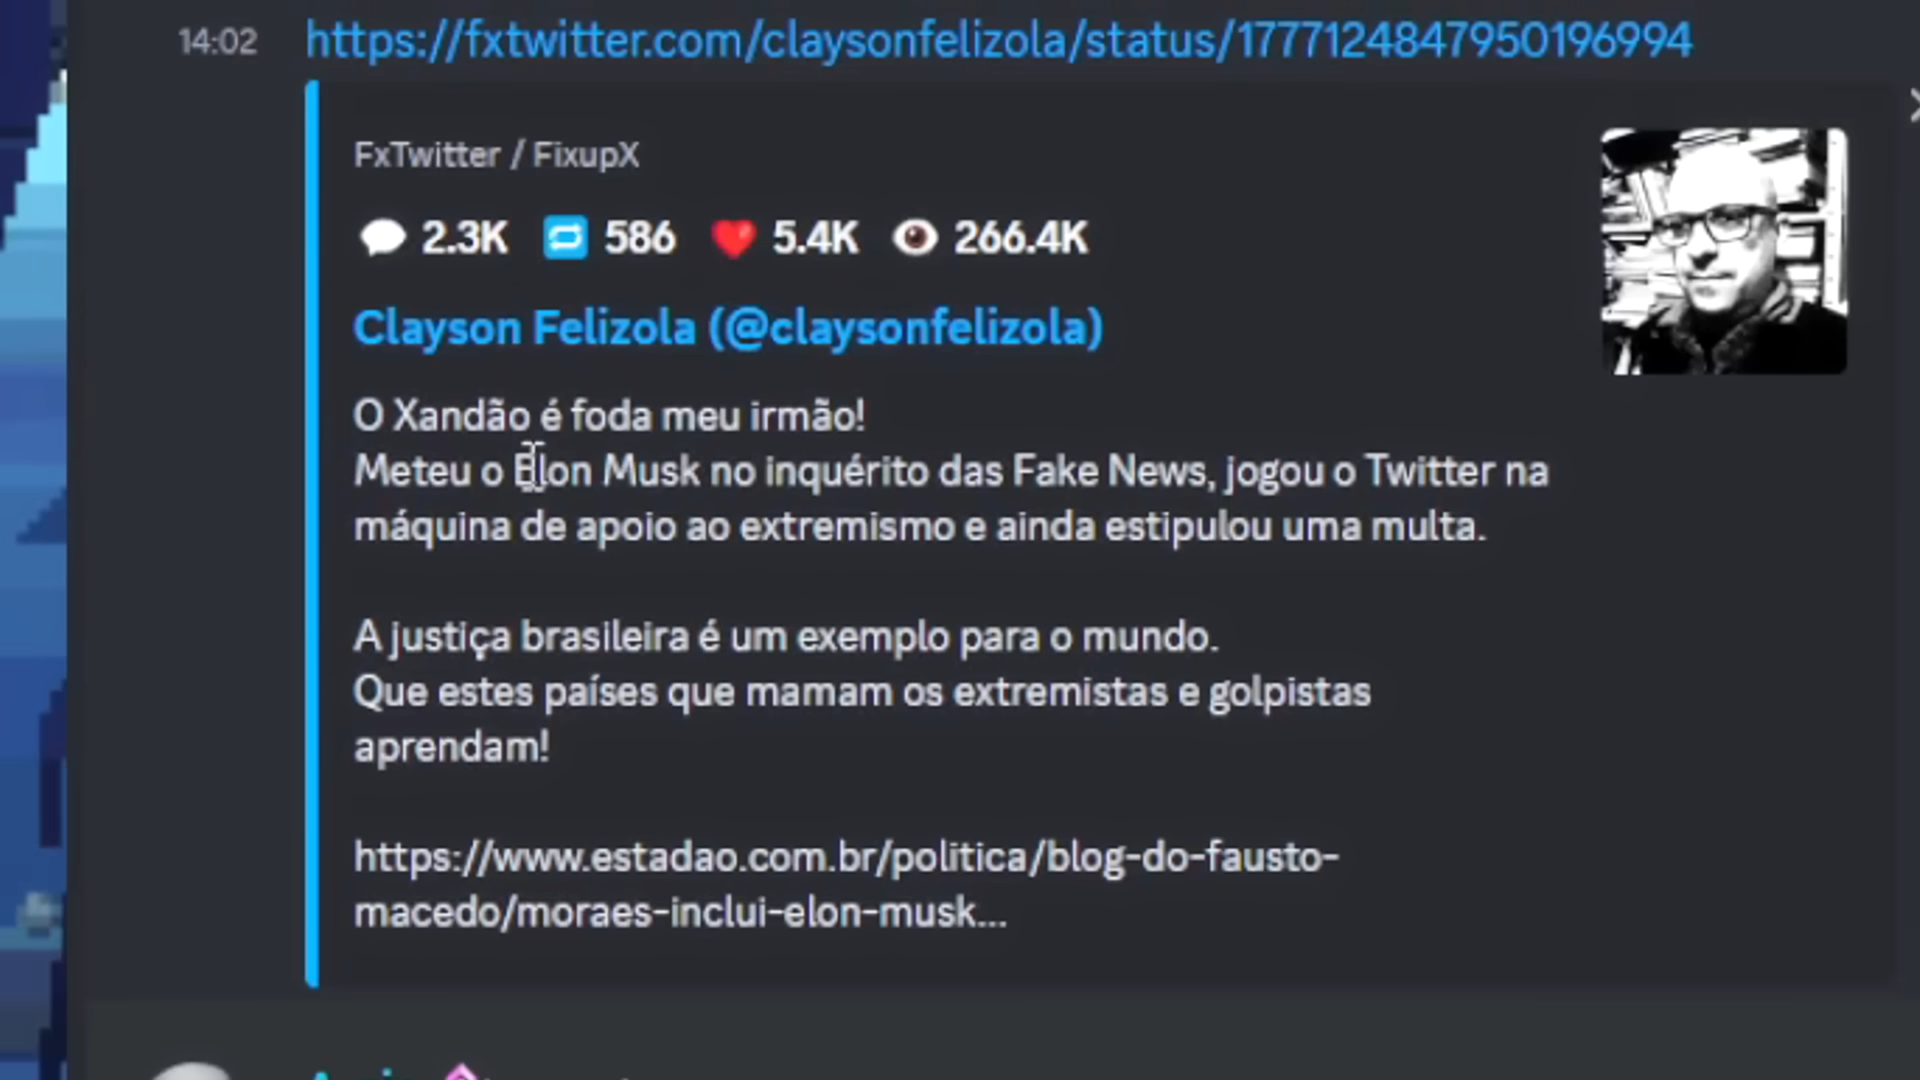 14:02 https://fxtwitter.com/claysonfelizola/status/1777124847950196994
FxTwitter / FixupX
2.3K 586 5.4K 266.4K
Clayson Felizola (@claysonfelizola)
O Xandão é foda meu irmão!
Meteu o Elon Musk no inquérito das Fake News, jogou o Twitter na
máquina de apoio ao extremismo e ainda estipulou uma multa.
A justiça brasileira é um exemplo para o mundo.
Que estes países que mamam os extremistas e golpistas
aprendam!
https://www.estadao.com.br/politica/blog-do-fausto-
macedo/moraes-inclui-elon-musk...